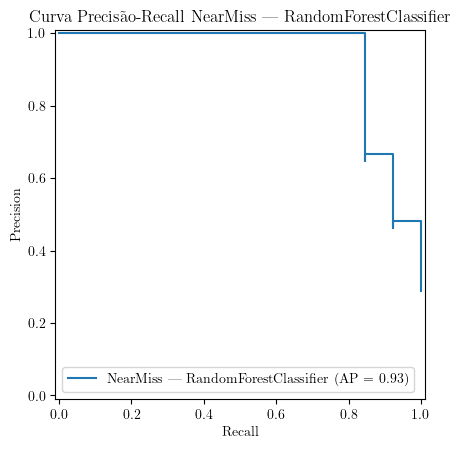 Curva Precisão-Recall NearMiss — RandomForestClassifier
1.0
0.8
0.6
0.4
0.2
0.0
Precision
NearMiss — RandomForestClassifier (AP = 0.93)
0.0 0.2 0.4 0.6 0.8 1.0
Recall